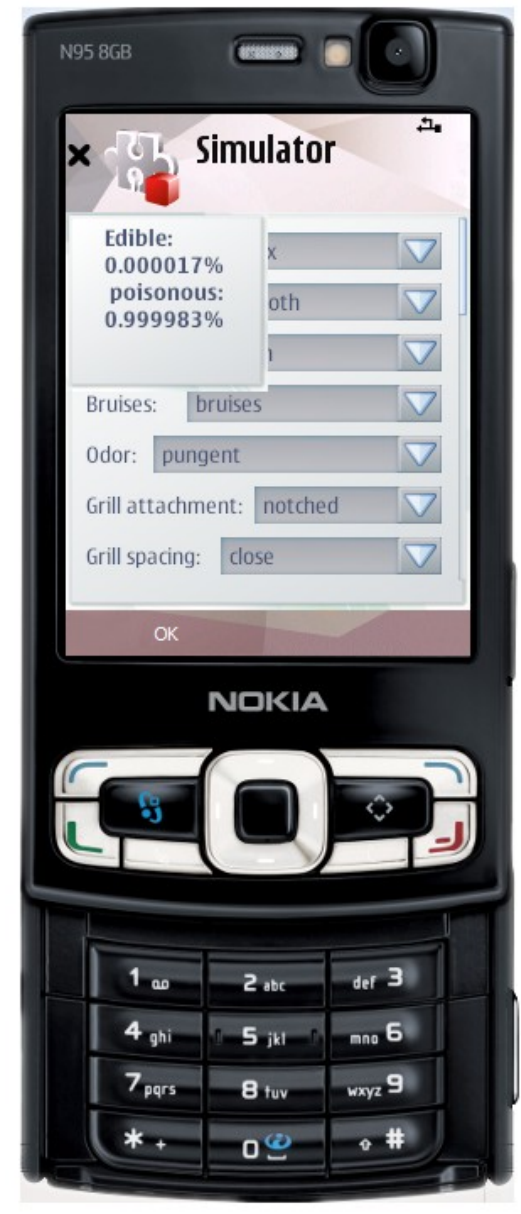 N95 8GB
Simulator
Edible:
0.000017%
poisonous:
0.999983%
x
oth
Bruises: bruises
Odor: pungent
Grill attachment: notched
Grill spacing: close
OK
NOKIA
1
2 abc
def 3
4 ghi
5 jkl
mno 6
7 pqrs
8 tuv
wxyz 9
* +
0
#